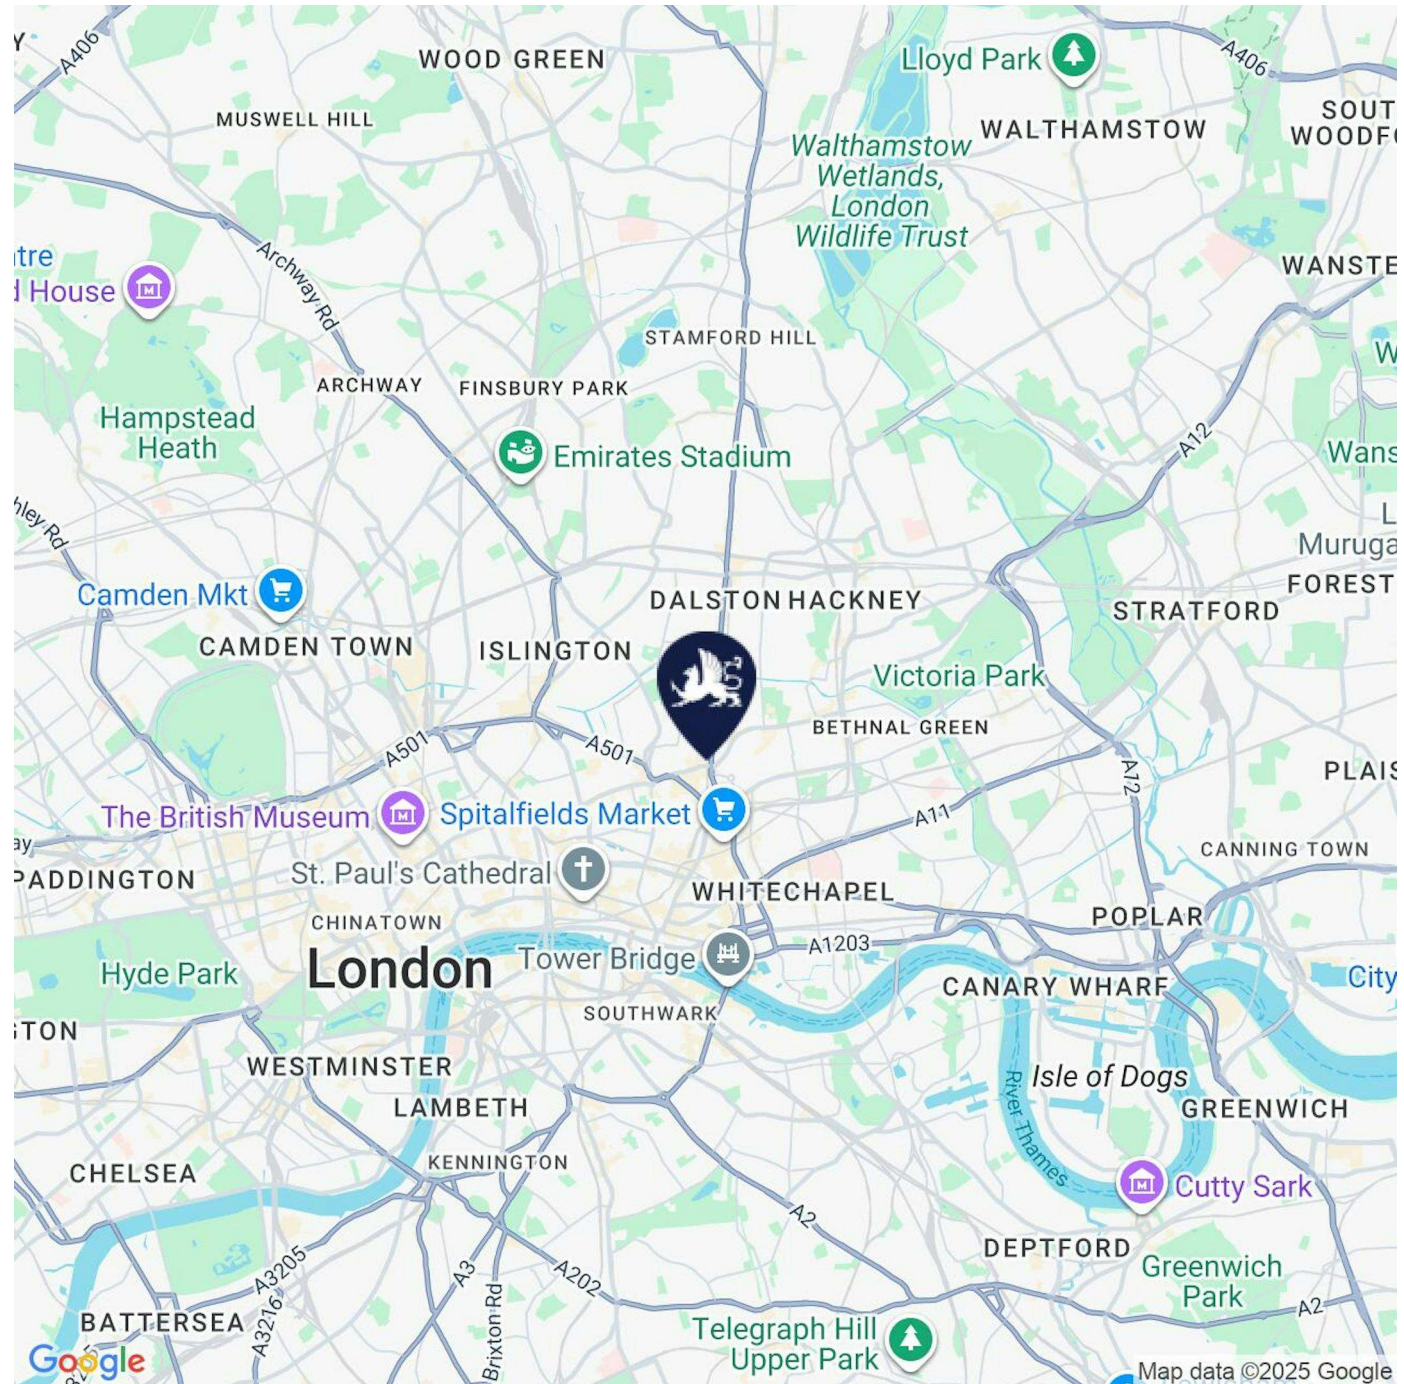 Y
A406
WOOD GREEN
Lloyd Park
A406
MUSWELL HILL
WALTHAMSTOW
SOUT
WOODF
Walthamstow
Wetlands,
London
Wildlife Trust
tre
d House
Archway Rd
WANSTE
STAMFORD HILL
ARCHWAY
FINSBURY PARK
W
Hampstead
Heath
Emirates Stadium
A12
Wans
hley Rd
L
Muruga
Camden Mkt
DALSTON
HACKNEY
FOREST
STRATFORD
CAMDEN TOWN
ISLINGTON
Victoria Park
BETHNAL GREEN
A501
A501
A12
PLAIS
The British Museum
Spitalfields Market
A11
ay
PADDINGTON
St. Paul's Cathedral
CANNING TOWN
WHITECHAPEL
CHINATOWN
POPLAR
London
Tower Bridge
A1203
Hyde Park
CANARY WHARF
City
SOUTHWARK
GTON
WESTMINSTER
Isle of Dogs
LAMBETH
River Thames
GREENWICH
CHELSEA
KENNINGTON
Cutty Sark
A2
DEPTFORD
A3205
A3
A202
Greenwich
Park
A2
BATTERSEA
A3216
Brixton Rd
Telegraph Hill
Upper Park
Google
Map data ©2025 Google